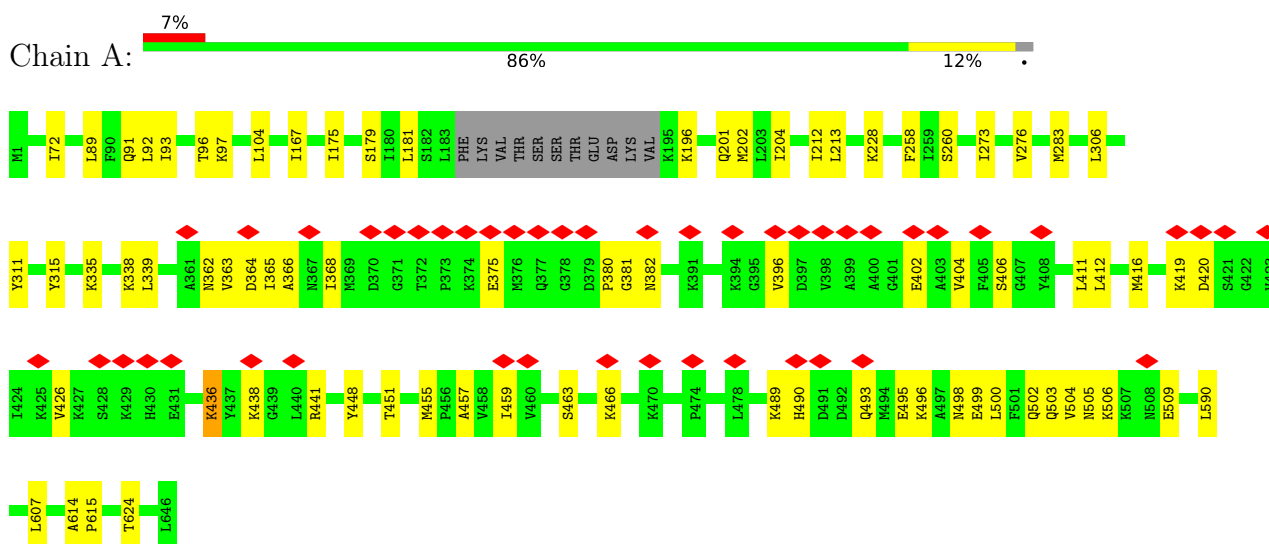 7%
Chain A:
86% 12% •
M1 I72 L89 F90 Q91 L92 I93 T96 K97 L104 I167 I175 S179 I180 L181 S182 L183 PHE LYS VAL THR SER SER THR GLU ASP LYS VAL K195 K196 Q201 M202 L203 I204 I212 L213 K228 F258 I259 S260 I273 V276 M283 L306
Y311 Y315 K335 K338 L339 A361 N362 V363 D364 I365 A366 N367 I368 M369 D370 G371 T372 P373 K374 E375 M376 Q377 G378 D379 P380 G381 N382 K391 K394 G395 V396 D397 V398 A399 A400 G401 E402 A403 V404 F405 S406 G407 Y408 L411 L412 M416 K419 D420 S421 G422
I424 K425 V426 K427 S428 K429 H430 E431 K436 Y437 K438 G439 L440 R441 Y448 T451 M455 P456 A457 V458 I459 V460 S463 K466 K470 P474 L478 K489 H490 D491 D492 Q493 M494 E495 K496 A497 N498 E499 L500 F501 Q502 Q503 V504 N505 K506 K507 N508 E509 L590
L607 A614 P615 T624 L646